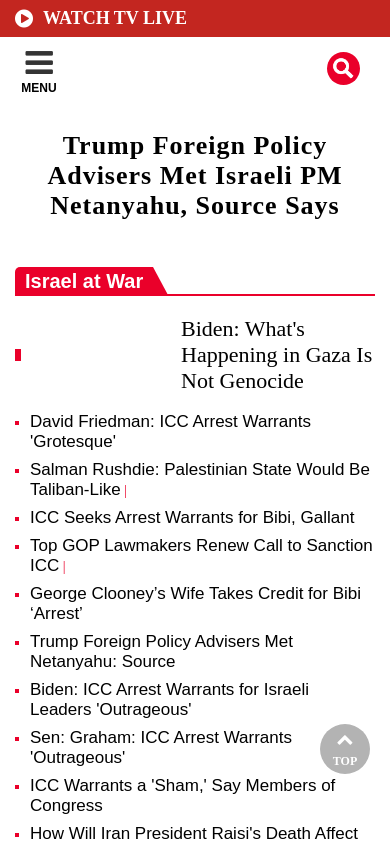 WATCH TV LIVE
MENU
Trump Foreign Policy
Advisers Met Israeli PM
Netanyahu, Source Says
Israel at War
Biden: What's
Happening in Gaza Is
Not Genocide
David Friedman: ICC Arrest Warrants
'Grotesque'
Salman Rushdie: Palestinian State Would Be
Taliban-Like |
ICC Seeks Arrest Warrants for Bibi, Gallant
Top GOP Lawmakers Renew Call to Sanction
ICC |
George Clooney’s Wife Takes Credit for Bibi
‘Arrest’
Trump Foreign Policy Advisers Met
Netanyahu: Source
Biden: ICC Arrest Warrants for Israeli
Leaders 'Outrageous'
Sen: Graham: ICC Arrest Warrants
'Outrageous'
TOP
ICC Warrants a 'Sham,' Say Members of
Congress
How Will Iran President Raisi's Death Affect